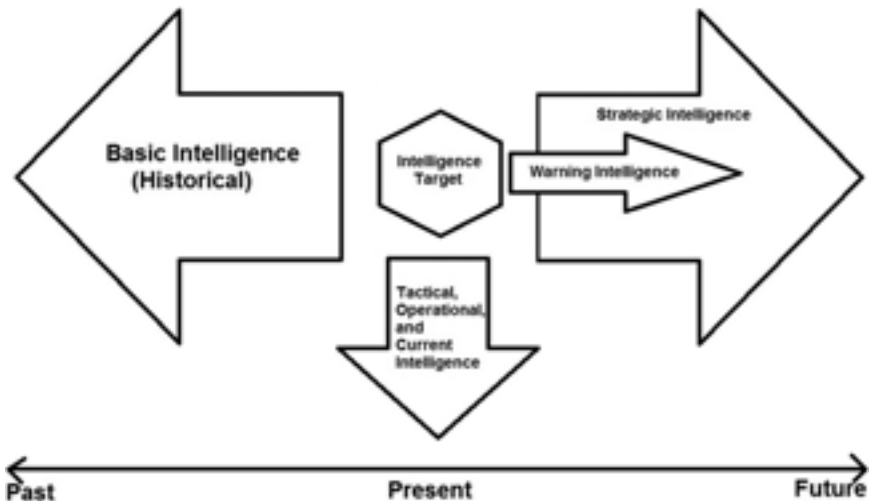 Basic Intelligence
(Historical)
Intelligence
Target
Strategic Intelligence
Warning Intelligence
Tactical,
Operational,
and
Current
Intelligence
Past
Present
Future